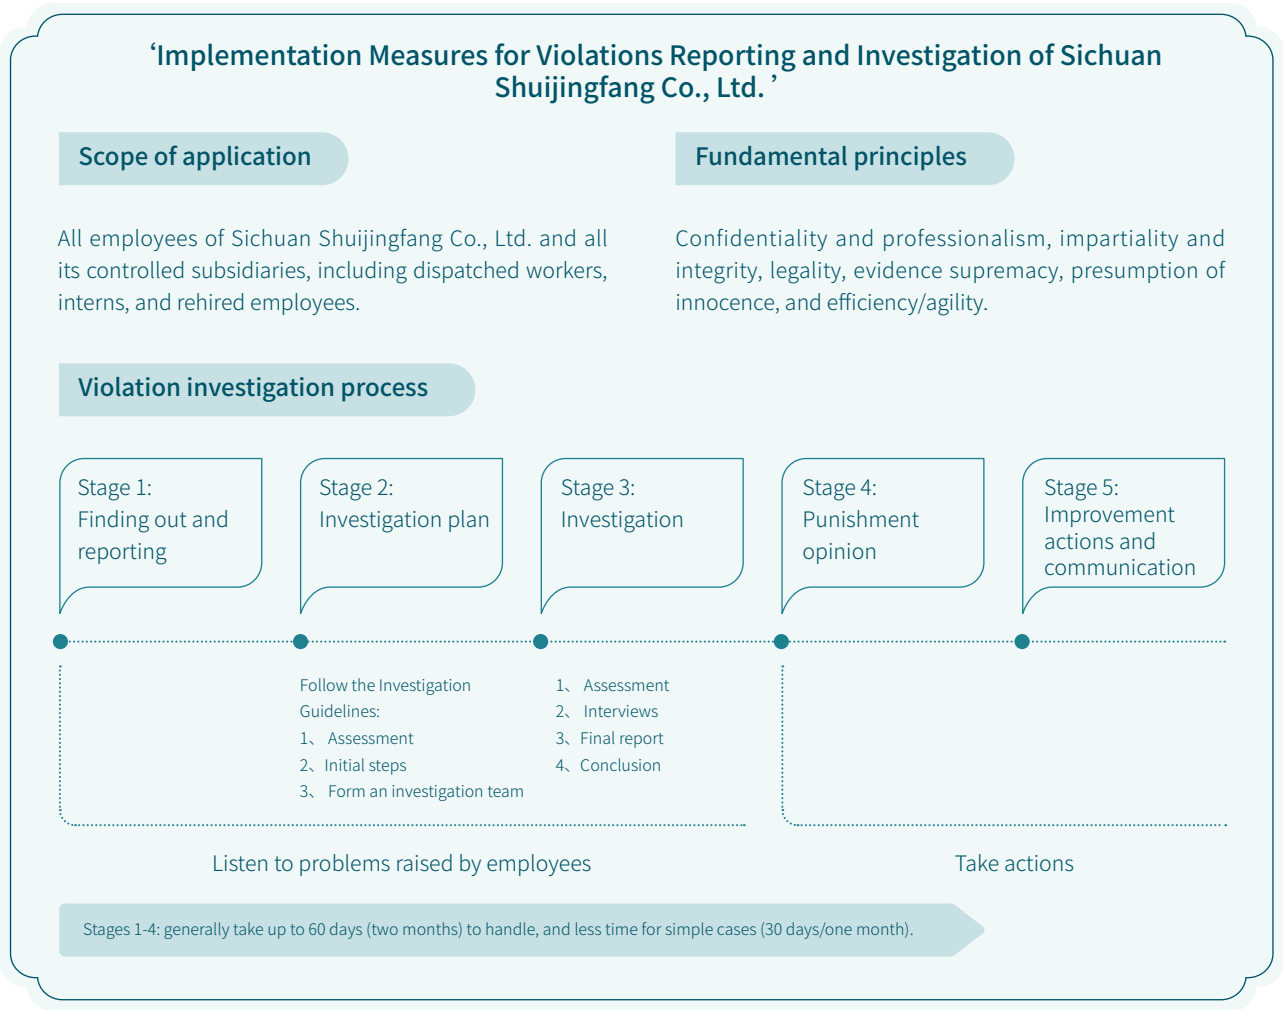 ‘Implementation Measures for Violations Reporting and Investigation of Sichuan
Shuijingfang Co., Ltd. ’
Scope of application
All employees of Sichuan Shuijingfang Co., Ltd. and all
its controlled subsidiaries, including dispatched workers,
interns, and rehired employees.
Fundamental principles
Confidentiality and professionalism, impartiality and
integrity, legality, evidence supremacy, presumption of
innocence, and efficiency/agility.
Violation investigation process
Stage 1:
Finding out and
reporting
Stage 2:
Investigation plan
Stage 3:
Investigation
Stage 4:
Punishment
opinion
Stage 5:
Improvement
actions and
communication
Follow the Investigation
Guidelines:
1、 Assessment
2、Initial steps
3、 Form an investigation team
1、 Assessment
2、 Interviews
3、Final report
4、Conclusion
Listen to problems raised by employees
Take actions
Stages 1-4: generally take up to 60 days (two months) to handle, and less time for simple cases (30 days/one month).